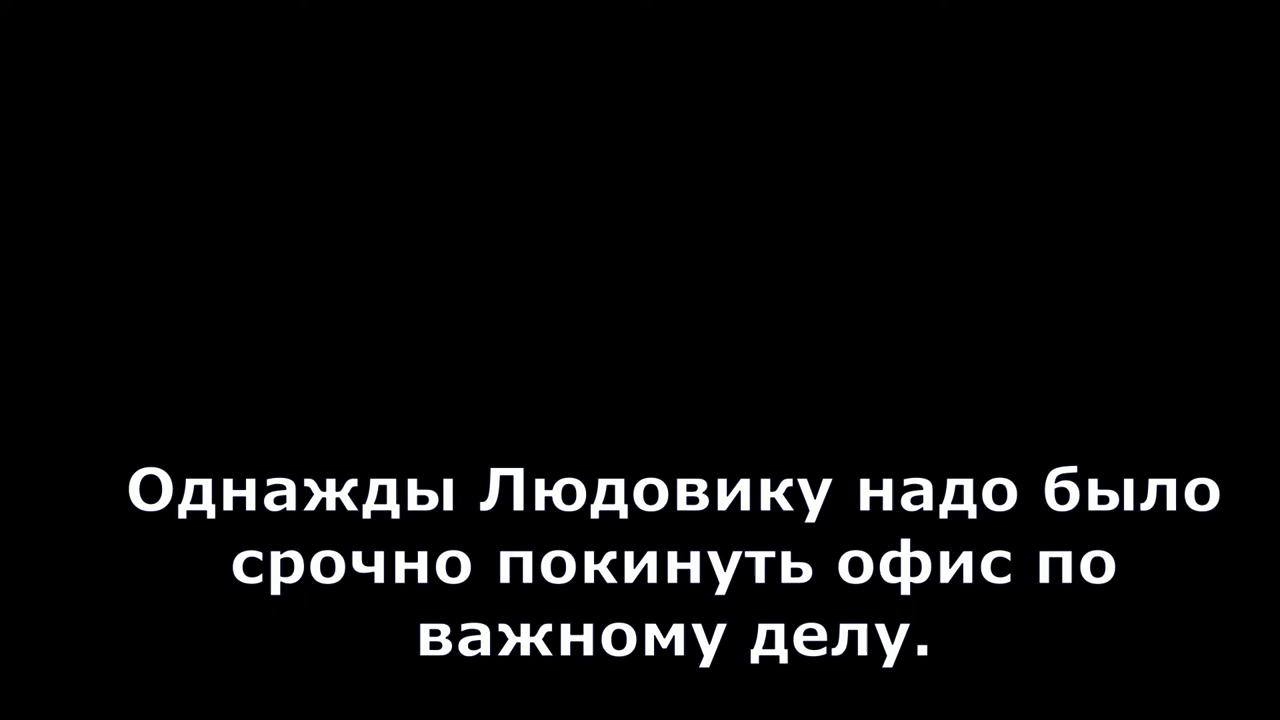 Однажды Людовику надо было
срочно покинуть офис по
важному делу.